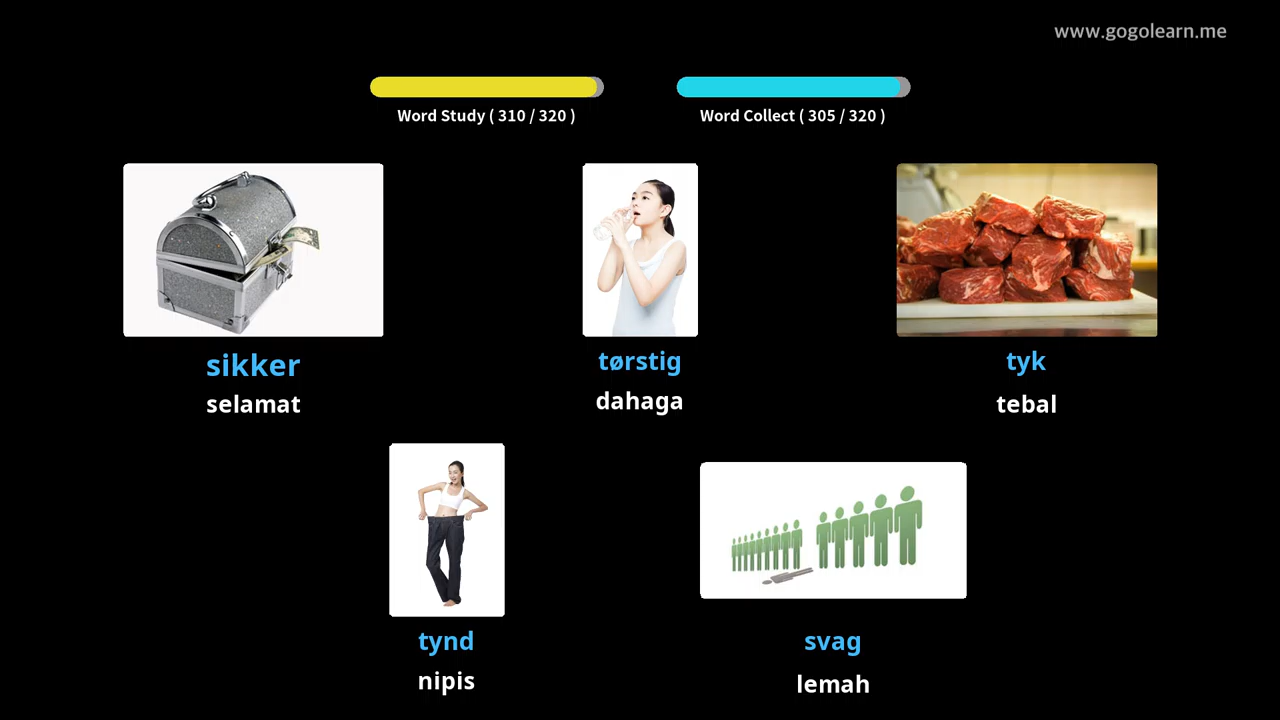 www.gogolearn.me
Word Study ( 310 / 320 )
Word Collect ( 305 / 320 )
sikker
selamat
tørstig
dahaga
tyk
tebal
tynd
nipis
svag
lemah